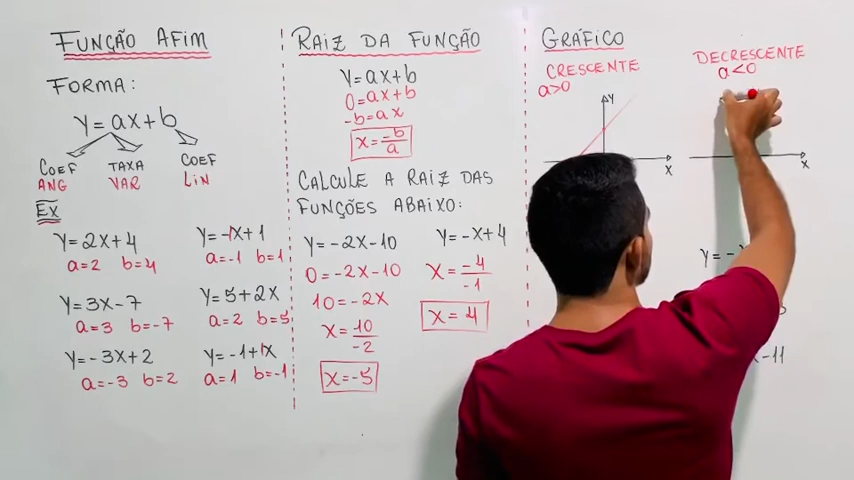 FUNÇÃO AFIM
FORMA:
Y=ax+b
COEF TAXA COEF
ANG VAR LIN
EX
Y=2X+4
a=2 b=4
Y=-1X+1
a=-1 b=1
Y=3X-7
a=3 b=-7
Y=5+2X
a=2 b=5
Y=-3X+2
a=-3 b=2
Y=-1+1X
a=1 b=-1
RAIZ DA FUNÇÃO
Y=ax+b
0=ax+b
-b=ax
X=-b/a
CALCULE A RAIZ DAS
FUNÇÕES ABAIXO:
Y=-2X-10
0=-2X-10
10=-2X
X=10/-2
X=-5
Y=-X+4
X=-4/-1
X=4
GRÁFICO
CRESCENTE
a>0
Y
X
DECRESCENTE
a<0
X
Y=-
X-11